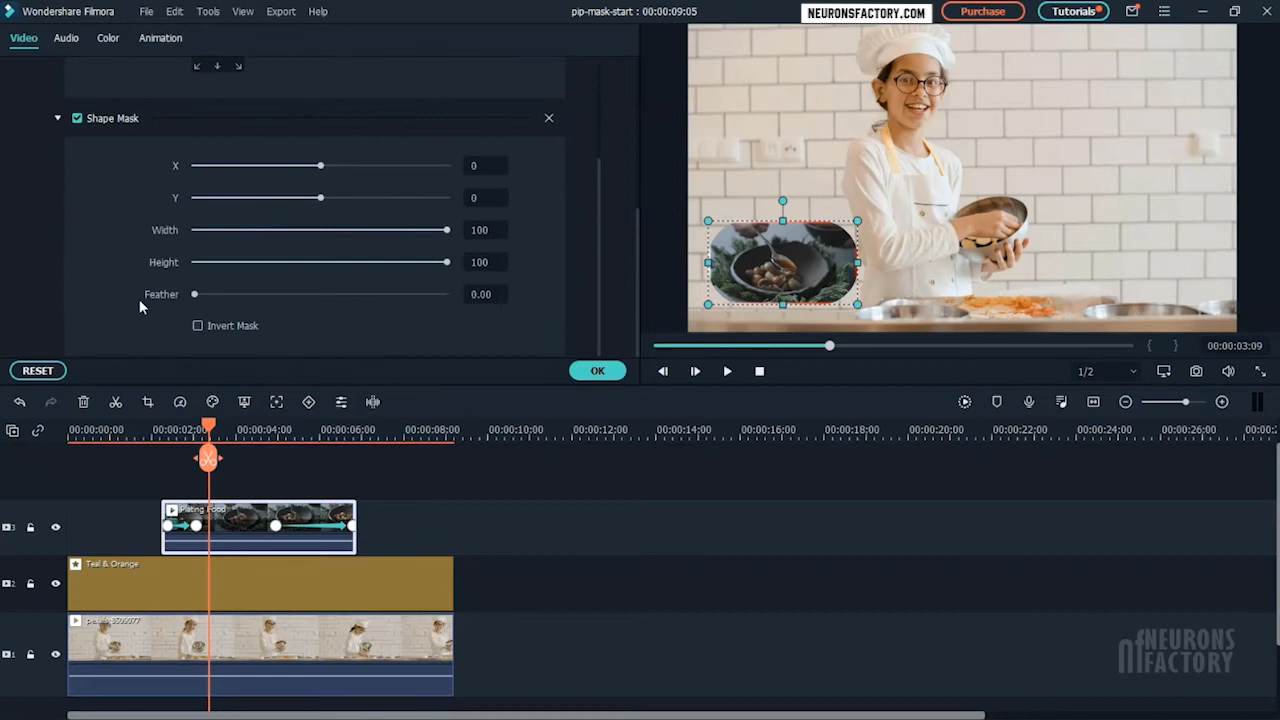 Wondershare Filmora File Edit Tools View Export Help pip-mask-start : 00:00:09:05 NEURONSFACTORY.COM Purchase Tutorials
Video Audio Color Animation
Shape Mask
X 0
Y 0
Width 100
Height 100
Feather 0.00
Invert Mask
RESET OK
00:00:03:09
1/2
00:00:00:00 00:00:02:00 00:00:04:00 00:00:06:00 00:00:08:00 00:00:10:00 00:00:12:00 00:00:14:00 00:00:16:00 00:00:18:00 00:00:20:00 00:00:22:00 00:00:24:00 00:00:26:00
Plating Food
3
Teal & Orange
2
1
NEURONS
FACTORY